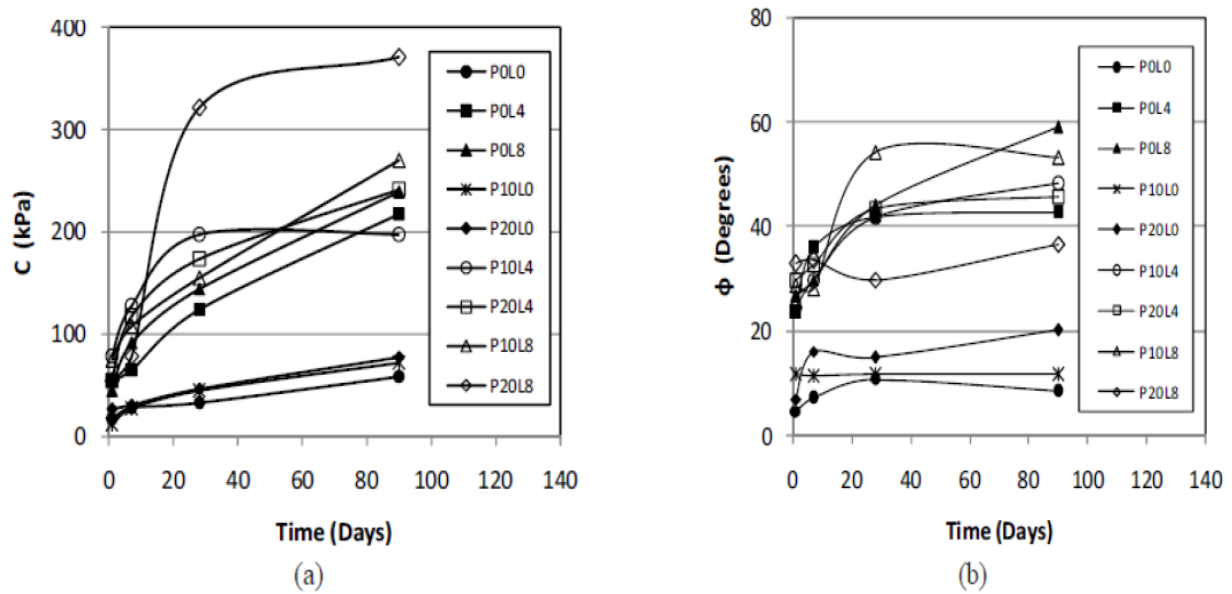 400
300
200
100
0
C (kPa)
0 20 40 60 80 100 120 140
Time (Days)
P0L0
P0L4
P0L8
P10L0
P20L0
P10L4
P20L4
P10L8
P20L8
(a)
80
60
40
20
0
ϕ (Degrees)
0 20 40 60 80 100 120 140
Time (Days)
P0L0
P0L4
P0L8
P10L0
P20L0
P10L4
P20L4
P10L8
P20L8
(b)